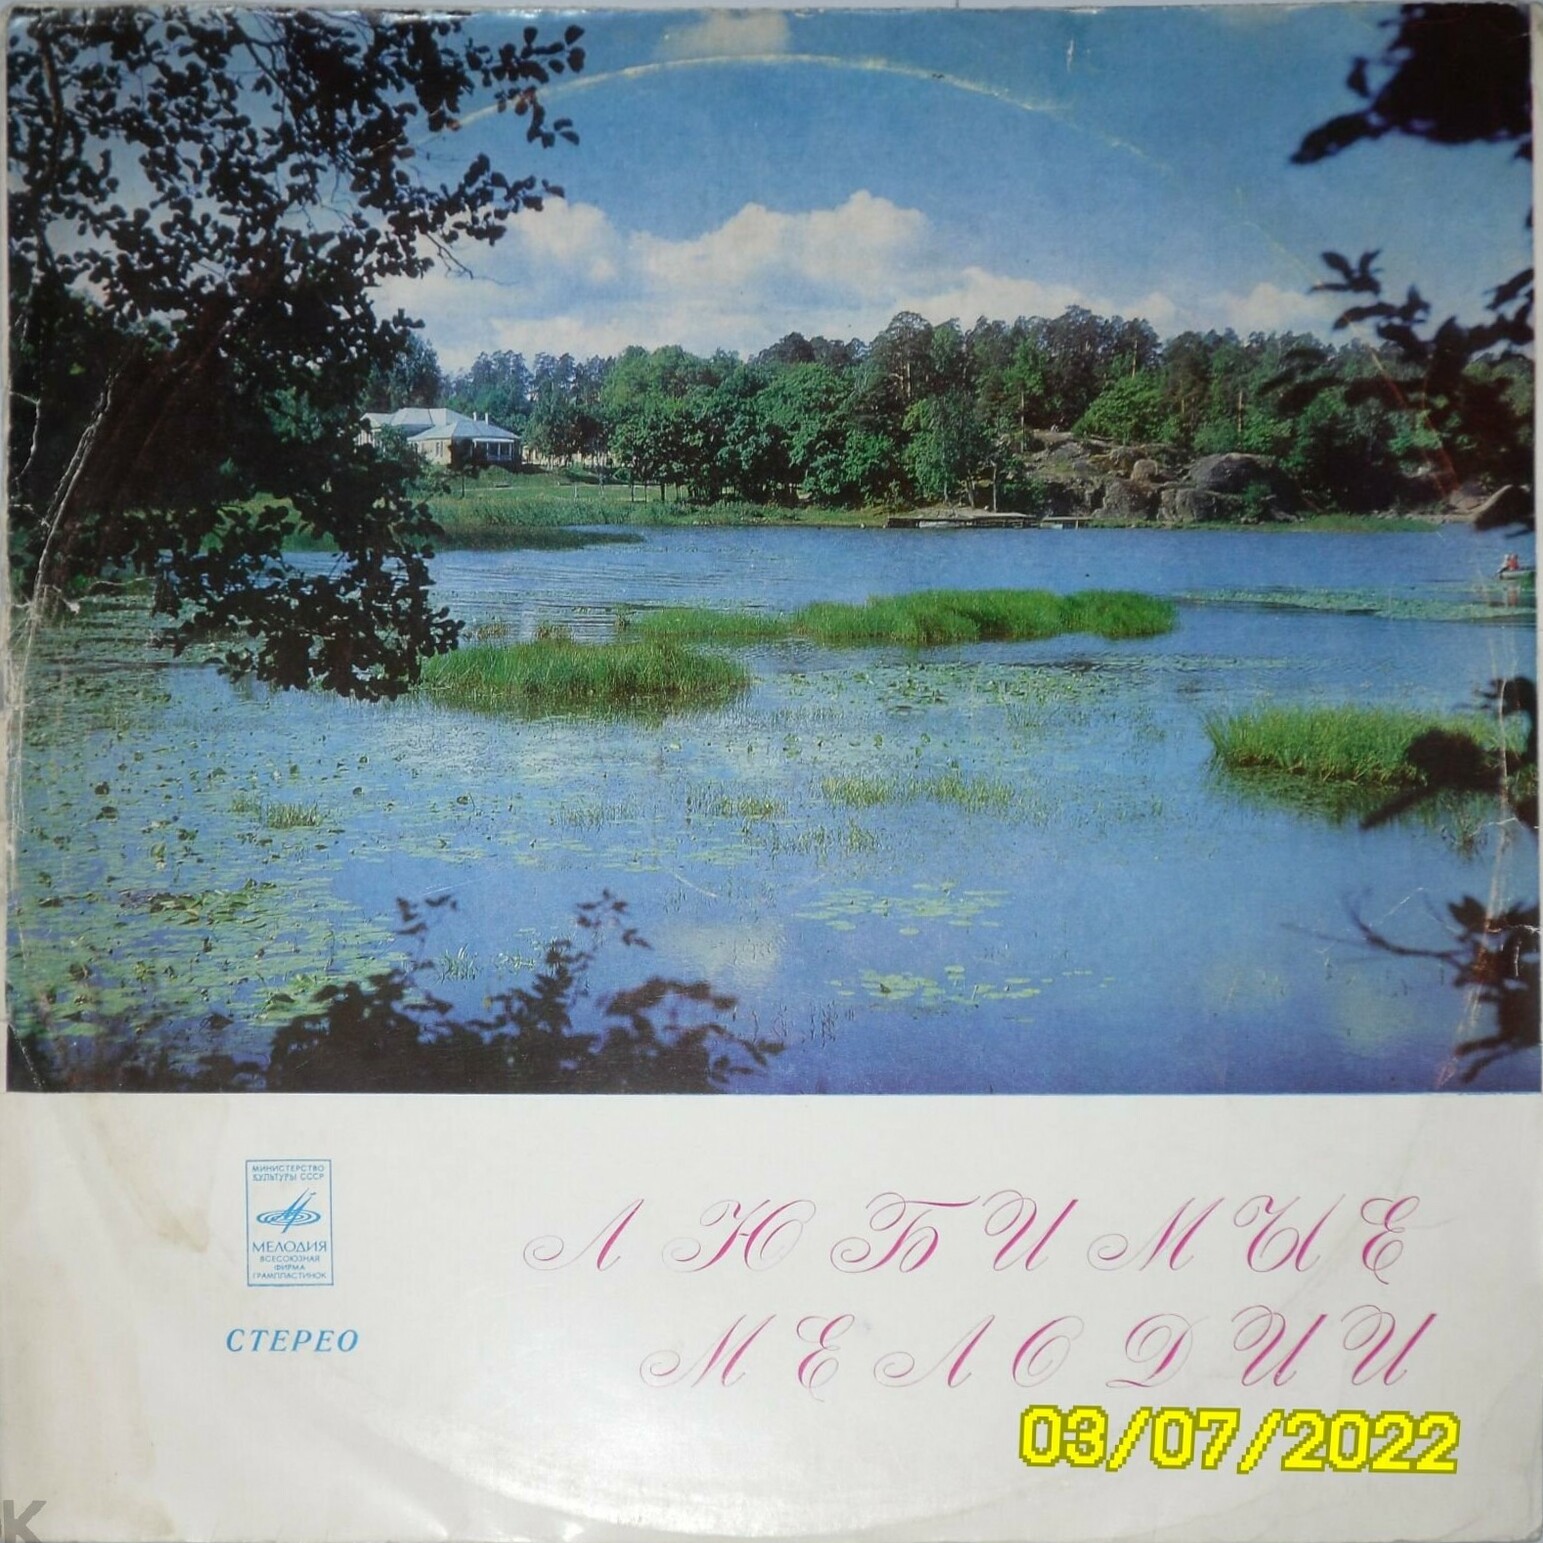 МИНИСТЕРСТВО
КУЛЬТУРЫ СССР
МЕЛОДИЯ
ВСЕСОЮЗНАЯ
ФИРМА
ГРАМПЛАСТИНОК
СТЕРЕО
ЛЮБИМЫЕ
МЕЛОДИИ
03/07/2022
K